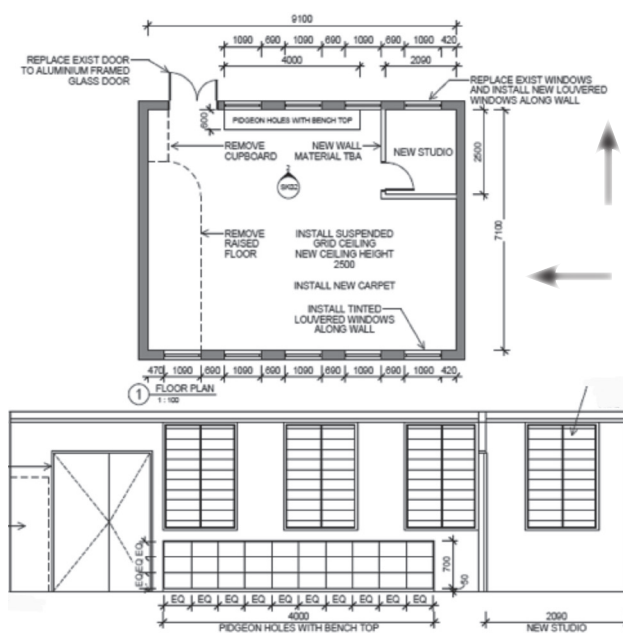 9100
1090 690 1090 690 1090 690 1090 420
4000
2090
REPLACE EXIST DOOR
TO ALUMINIUM FRAMED
GLASS DOOR
REPLACE EXIST WINDOWS
AND INSTALL NEW LOUVERED
WINDOWS ALONG WALL
600
PIDGEON HOLES WITH BENCH TOP
REMOVE
CUPBOARD
NEW WALL
MATERIAL TBA
NEW STUDIO
2500
2
SK02
7100
REMOVE
RAISED
FLOOR
INSTALL SUSPENDED
GRID CEILING
NEW CEILING HEIGHT
2500
INSTALL NEW CARPET
INSTALL TINTED
LOUVERED WINDOWS
ALONG WALL
470 1090 690 1090 690 1090 690 1090 690 1090 420
1 FLOOR PLAN
1 : 100
EQ EQ EQ
700
50
EQ EQ EQ EQ EQ EQ EQ EQ EQ EQ
4000
PIDGEON HOLES WITH BENCH TOP
2090
NEW STUDIO